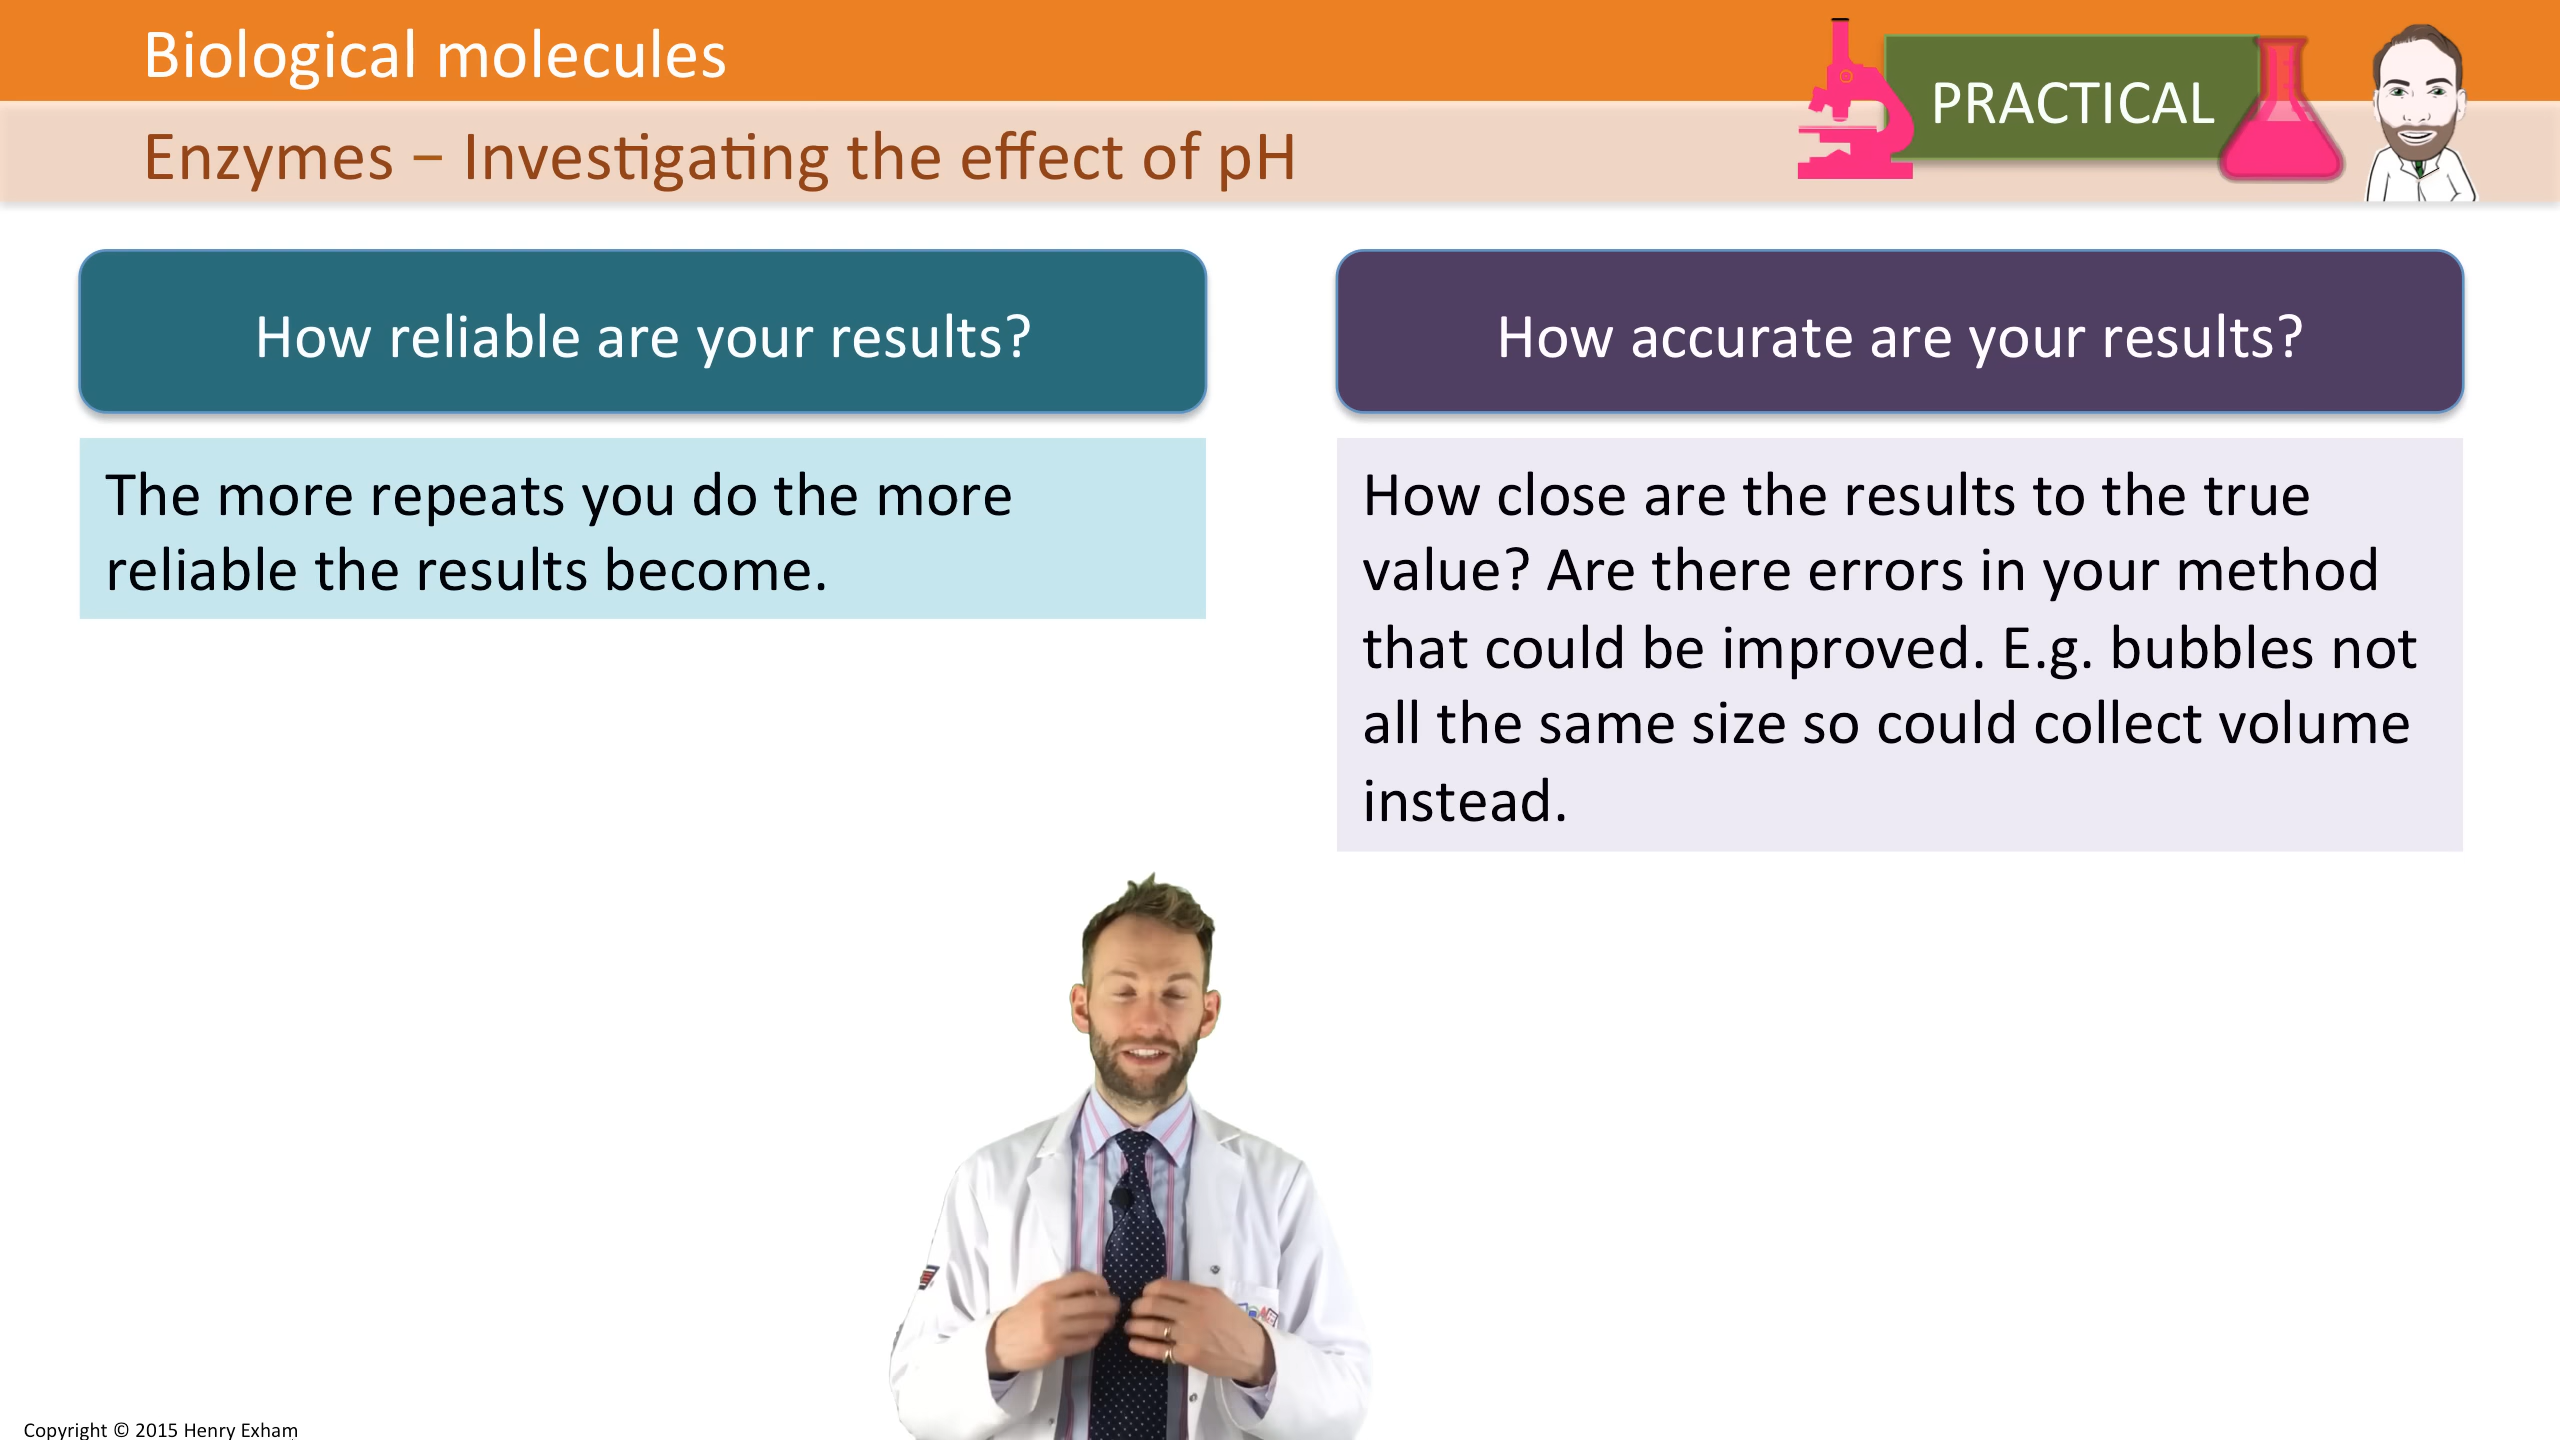 Biological molecules
Enzymes – Investigating the effect of pH
PRACTICAL
How reliable are your results?
The more repeats you do the more
reliable the results become.
How accurate are your results?
How close are the results to the true
value? Are there errors in your method
that could be improved. E.g. bubbles not
all the same size so could collect volume
instead.
Copyright © 2015 Henry Exham